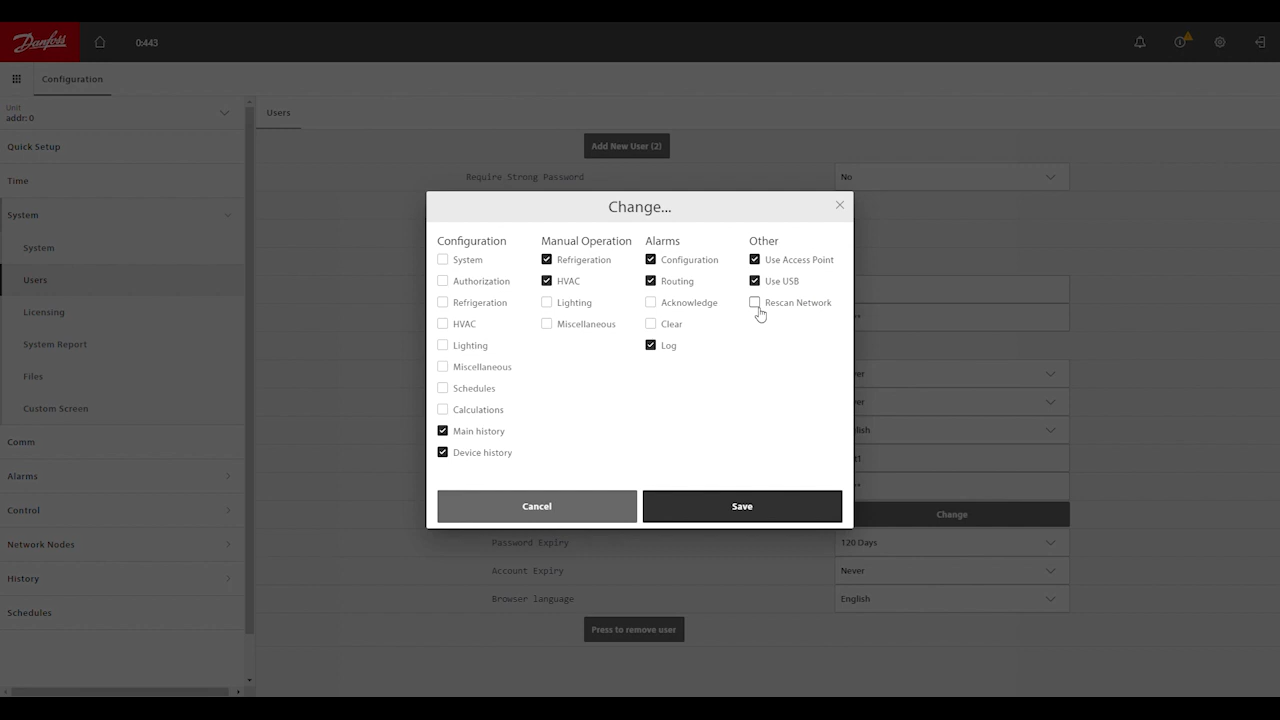 Danfoss
0:443
Configuration
Unit
addr: 0
Users
Quick Setup
Add New User (2)
Time
Require Strong Password
No
System
System
Users
Licensing
System Report
Files
Custom Screen
Comm
Alarms
Control
Network Nodes
History
Schedules
Change...
Configuration
System
Authorization
Refrigeration
HVAC
Lighting
Miscellaneous
Schedules
Calculations
Main history
Device history
Manual Operation
Refrigeration
HVAC
Lighting
Miscellaneous
Alarms
Configuration
Routing
Acknowledge
Clear
Log
Other
Use Access Point
Use USB
Rescan Network
Cancel
Save
Change
Password Expiry
120 Days
Account Expiry
Never
Browser language
English
Press to remove user